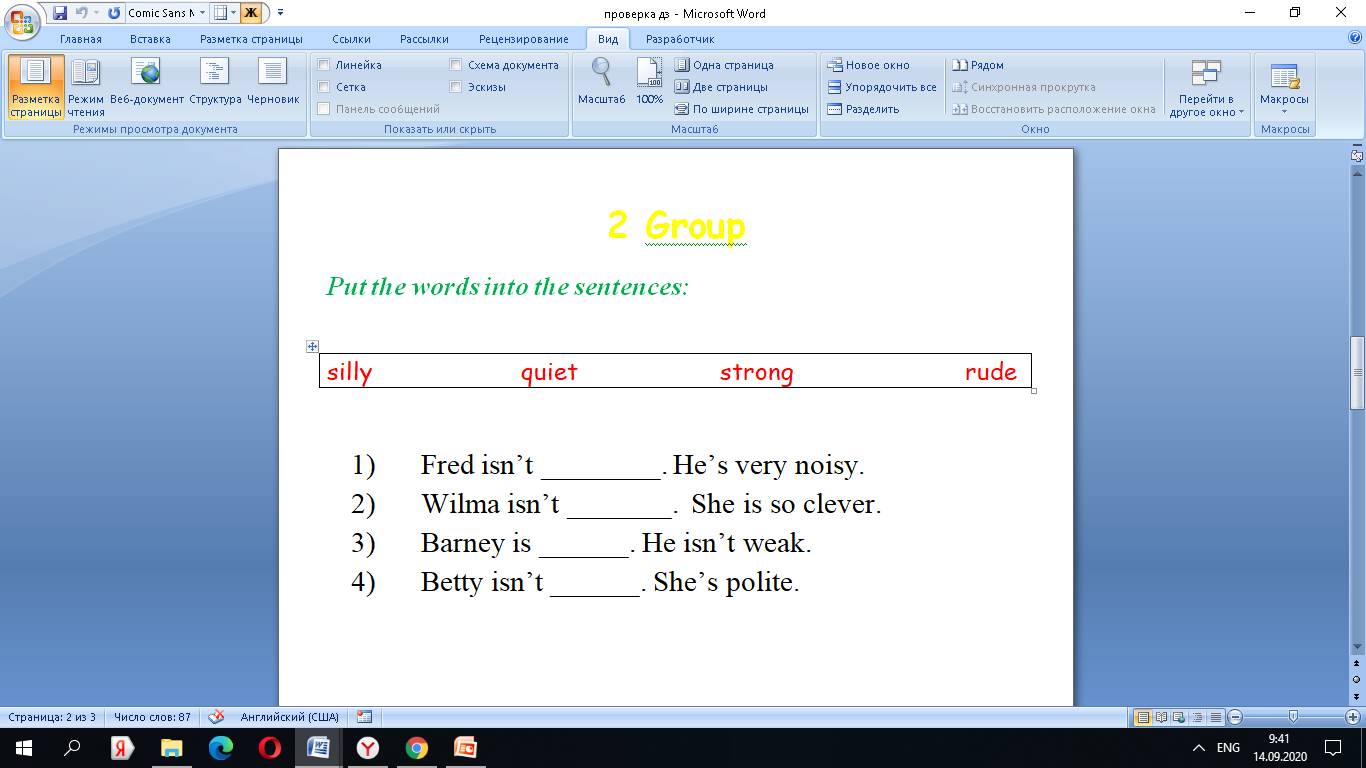 проверка дз - Microsoft Word
Comic Sans M
Ж
Главная Вставка Разметка страницы Ссылки Рассылки Рецензирование Вид Разработчик
Разметка страницы
Режим чтения
Веб-документ
Структура
Черновик
Режимы просмотра документа
Линейка
Сетка
Панель сообщений
Схема документа
Эскизы
Показать или скрыть
Масштаб
100%
100
Одна страница
Две страницы
По ширине страницы
Масштаб
Новое окно
Упорядочить все
Разделить
Рядом
Синхронная прокрутка
Восстановить расположение окна
Перейти в другое окно
Окно
Макросы
Макросы
2 Group
Put the words into the sentences:
silly quiet strong rude
1) Fred isn’t ________. He’s very noisy.
2) Wilma isn’t _______. She is so clever.
3) Barney is ______. He isn’t weak.
4) Betty isn’t ______. She’s polite.
Страница: 2 из 3 Число слов: 87 Английский (США)
Я
Y
ENG
9:41
14.09.2020